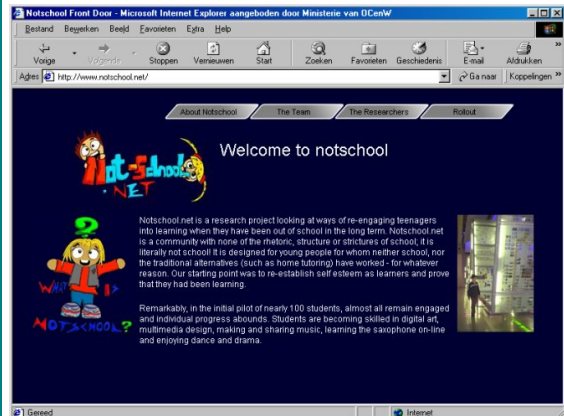 Notschool Front Door - Microsoft Internet Explorer aangeboden door Ministerie van OCenW
Bestand Bewerken Beeld Favorieten Extra Help
Vorige Volgende Stoppen Vernieuwen Start Zoeken Favorieten Geschiedenis E-mail Afdrukken »
Adres http://www.notschool.net/ Ga naar Koppelingen »
About Notschool The Team The Researchers Rollout
Not-School
.NET
Welcome to notschool
?
WHAT IS
NOTSCHOOL?
Notschool.net is a research project looking at ways of re-engaging teenagers
into learning when they have been out of school in the long term. Notschool.net
is a community with none of the rhetoric, structure or strictures of school; it is
literally not school! It is designed for young people for whom neither school, nor
the traditional alternatives (such as home tutoring) have worked - for whatever
reason. Our starting point was to re-establish self esteem as learners and prove
that they had been learning.
Remarkably, in the initial pilot of nearly 100 students, almost all remain engaged
and individual progress abounds. Students are becoming skilled in digital art,
multimedia design, making and sharing music, learning the saxophone on-line
and enjoying dance and drama.
Gereed Internet